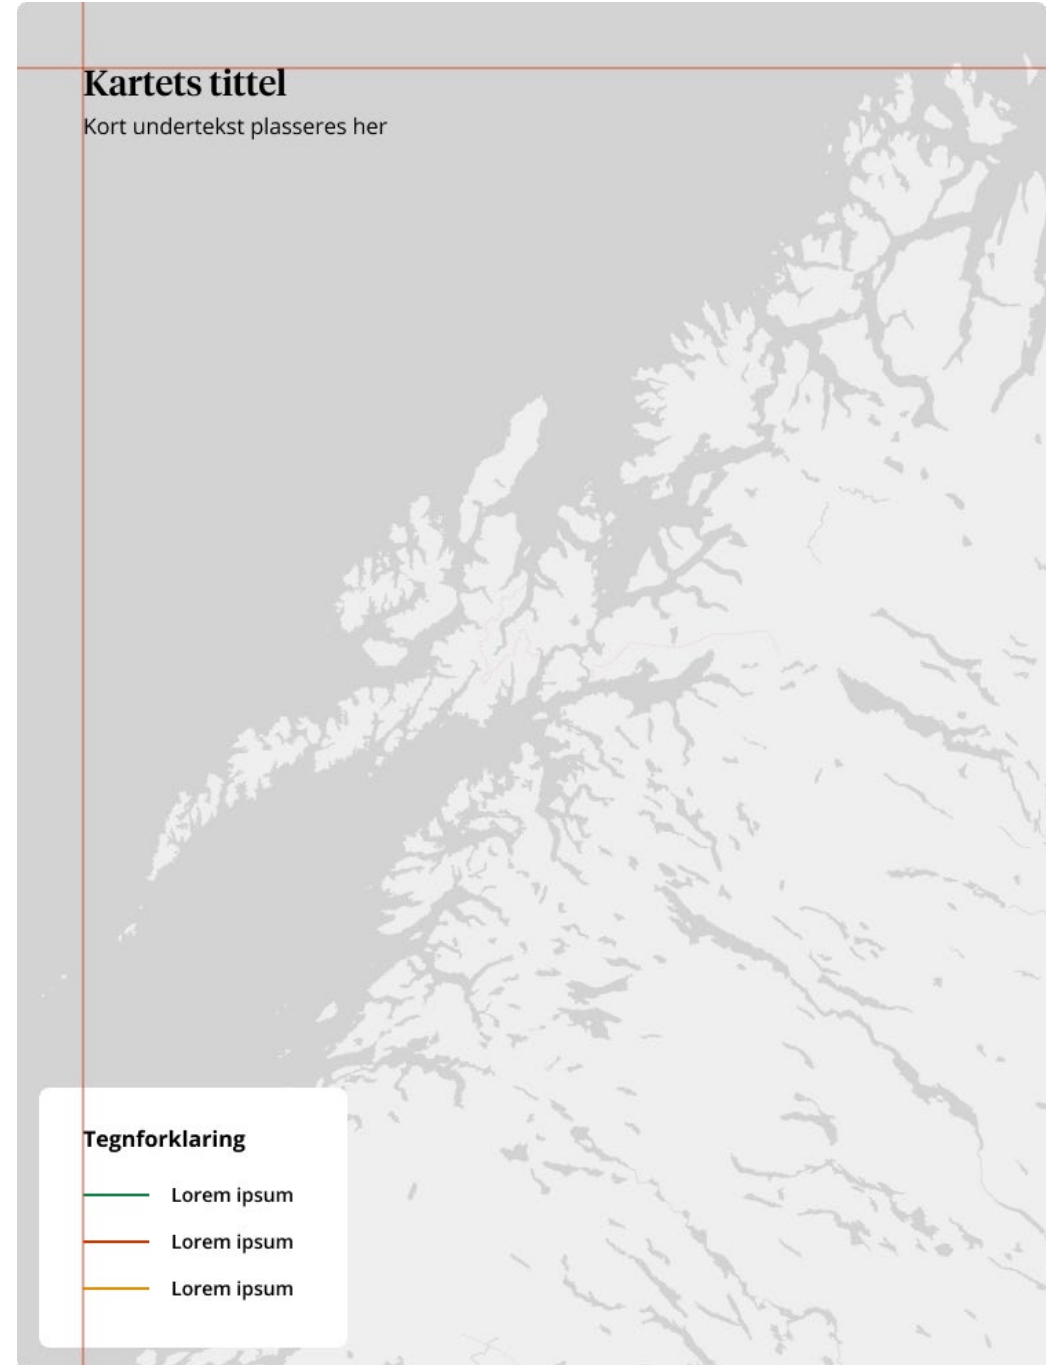 Kartets tittel
Kort undertekst plasseres her
Tegnforklaring
Lorem ipsum
Lorem ipsum
Lorem ipsum